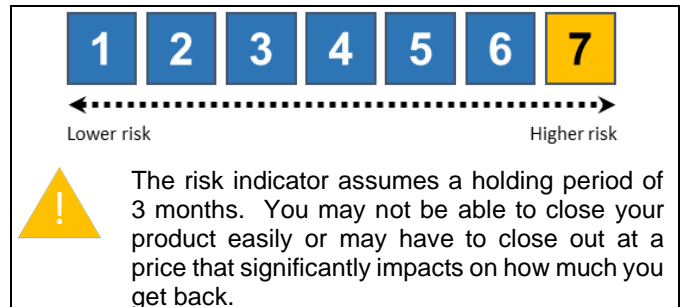 1 2 3 4 5 6 7
Lower risk Higher risk
!
The risk indicator assumes a holding period of
3 months. You may not be able to close your
product easily or may have to close out at a
price that significantly impacts on how much you
get back.